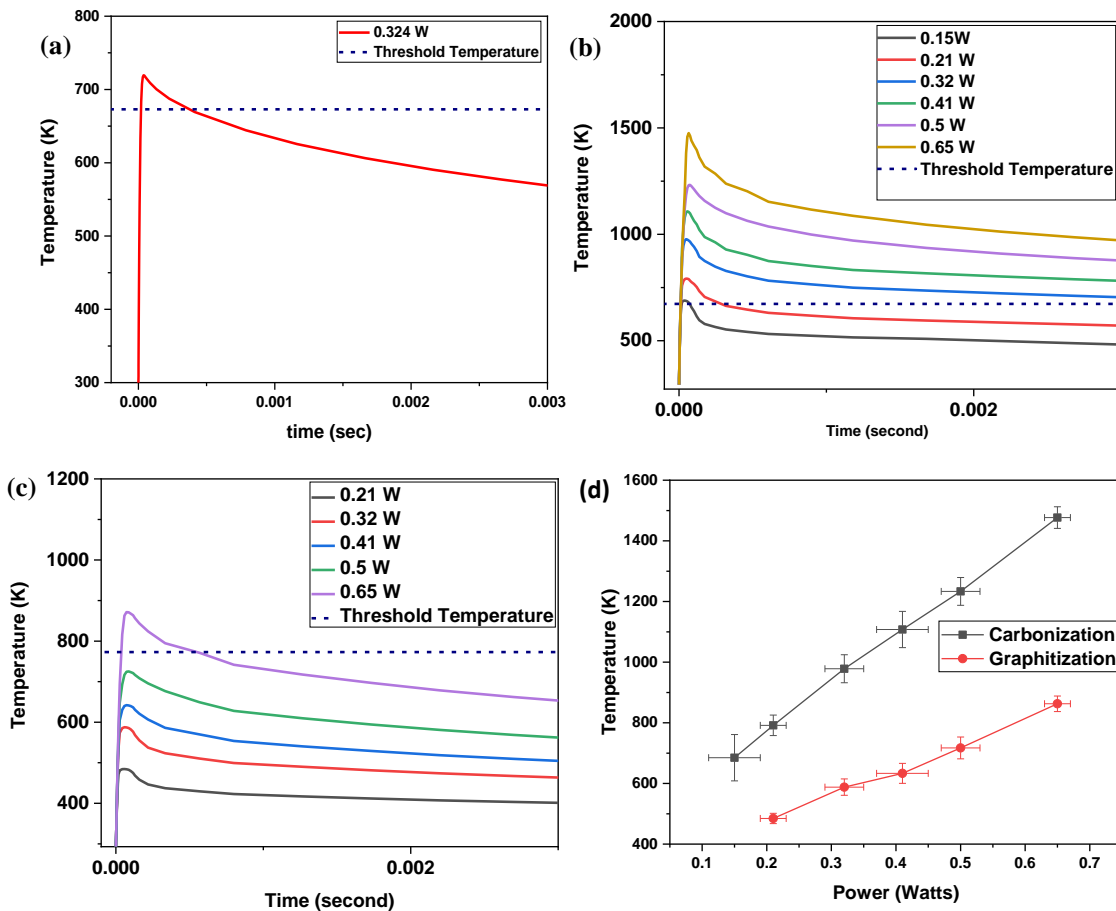 (a)
0.324 W
Threshold Temperature
800
700
600
500
400
300
Temperature (K)
0.000
0.001
0.002
0.003
time (sec)
(b)
0.15W
0.21 W
0.32 W
0.41 W
0.5 W
0.65 W
Threshold Temperature
2000
1500
1000
500
Temperature (K)
0.000
0.002
Time (second)
(c)
0.21 W
0.32 W
0.41 W
0.5 W
0.65 W
Threshold Temperature
1200
1000
800
600
400
Temperature (K)
0.000
0.002
Time (second)
(d)
Carbonization
Graphitization
1600
1400
1200
1000
800
600
400
Temperature (K)
0.1
0.2
0.3
0.4
0.5
0.6
0.7
Power (Watts)